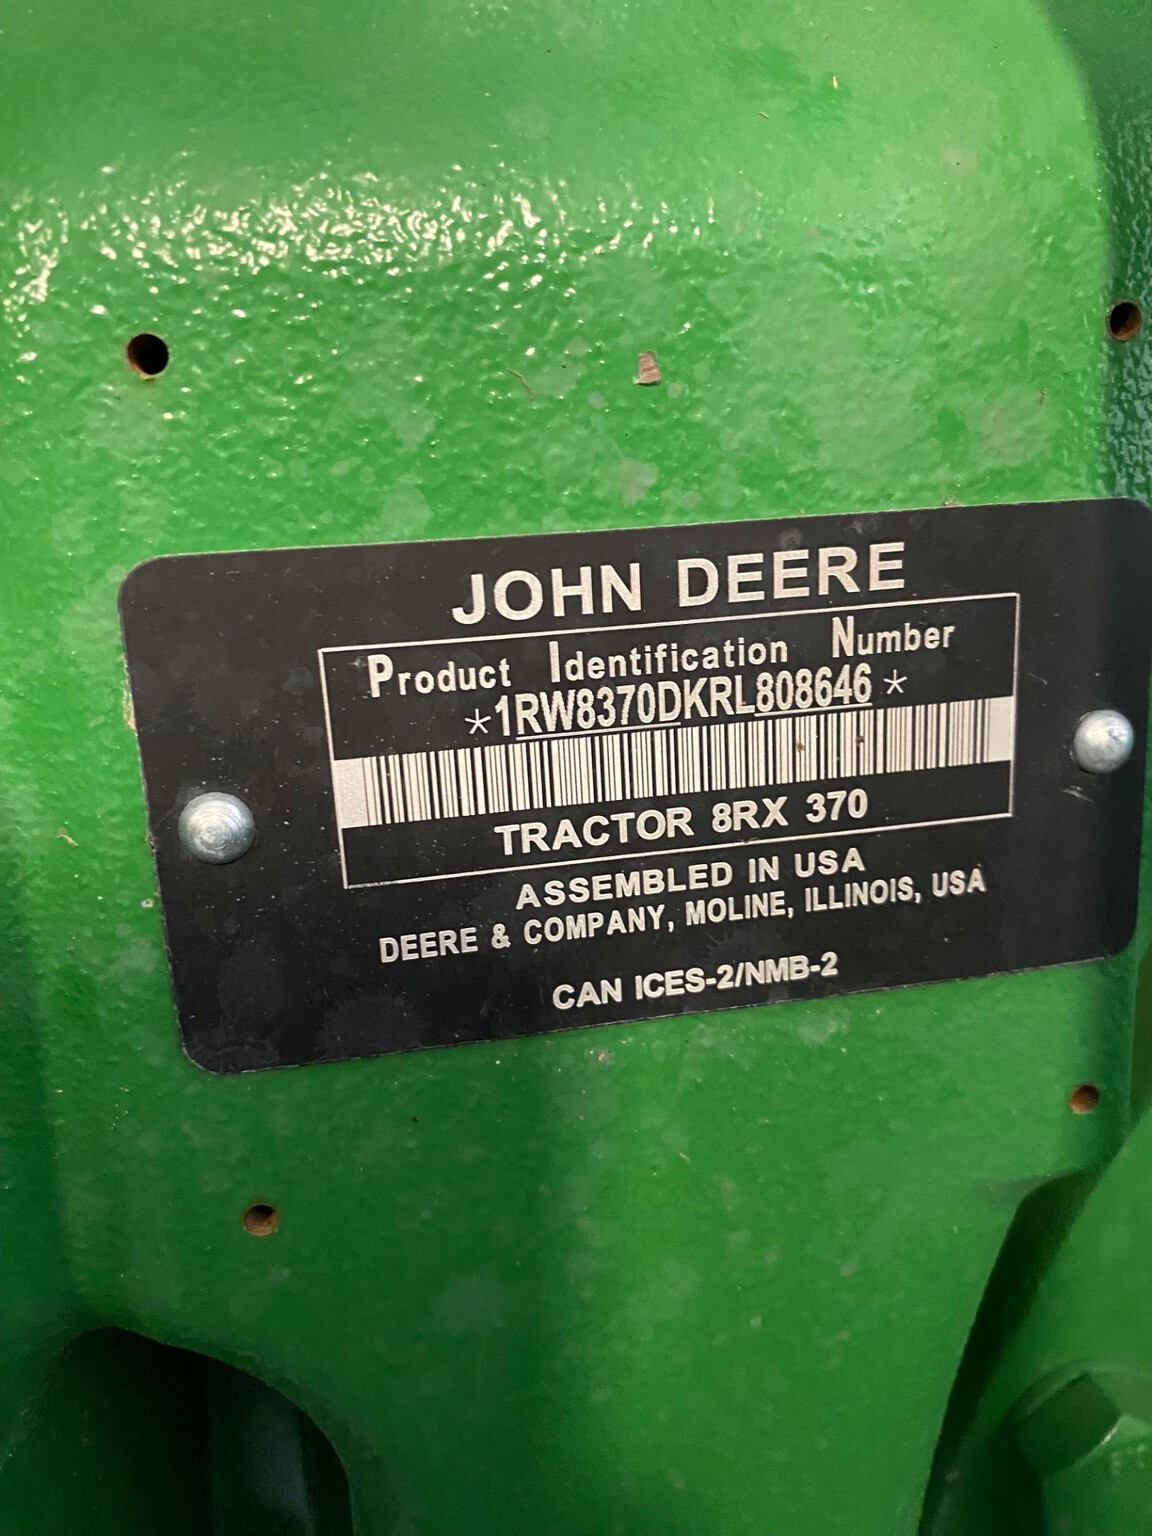 JOHN DEERE
Product Identification Number
*1RW8370DKRL808646*
TRACTOR 8RX 370
ASSEMBLED IN USA
DEERE & COMPANY, MOLINE, ILLINOIS, USA
CAN ICES-2/NMB-2